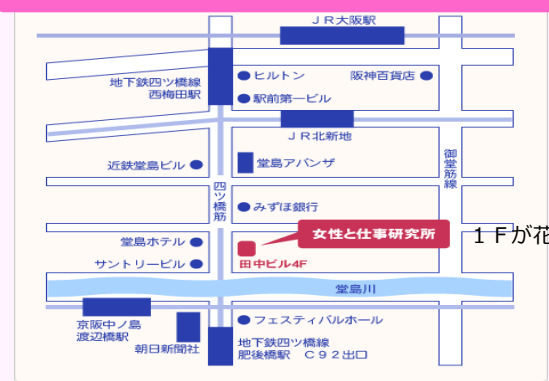 JR大阪駅
ヒルトン
阪神百貨店
地下鉄四ツ橋線
西梅田駅
駅前第一ビル
JR北新地
近鉄堂島ビル
堂島アバンザ
御堂筋線
四ツ橋筋
みずほ銀行
女性と仕事研究所
1Fが花
堂島ホテル
サントリービル
田中ビル4F
堂島川
フェスティバルホール
京阪中ノ島
渡辺橋駅
朝日新聞社
地下鉄四ツ橋線
肥後橋駅 C92出口